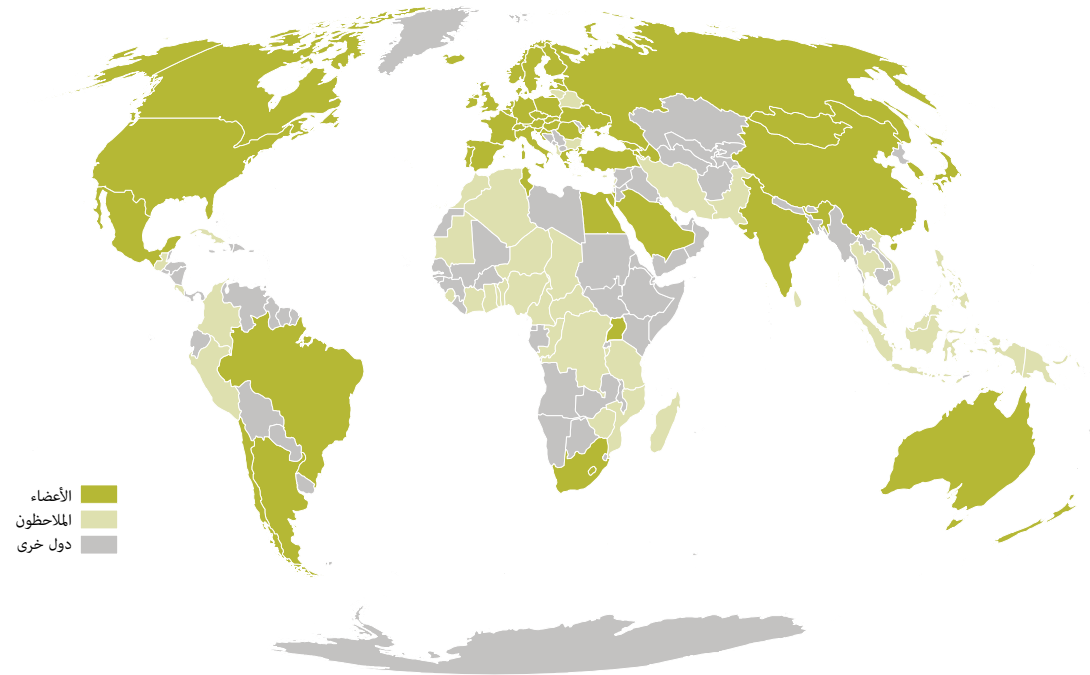 الأعضاء
الملاحظون
دول خرى